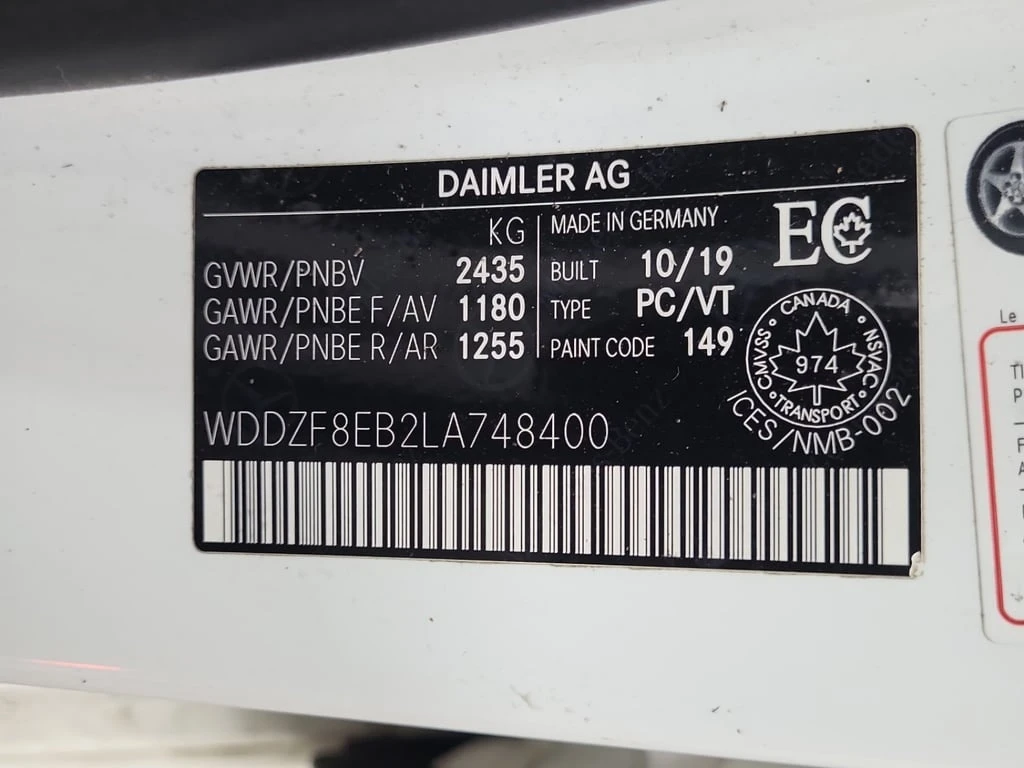 DAIMLER AG
KG
GVWR/PNBV 2435
GAWR/PNBE F/AV 1180
GAWR/PNBE R/AR 1255
MADE IN GERMANY
BUILT 10/19
TYPE PC/VT
PAINT CODE 149
EC
CANADA
CMVSS NSVAC
974
TRANSPORT
ICES/NMB-002
WDDZF8EB2LA748400
Le